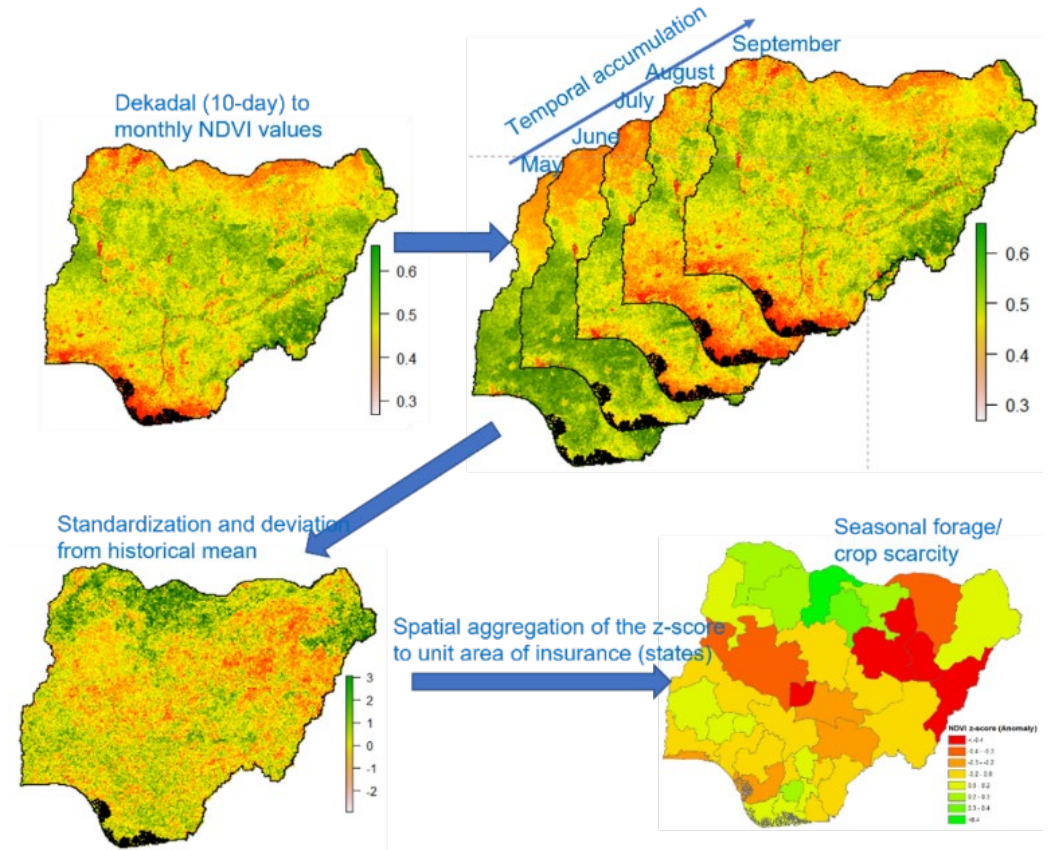 Dekadal (10-day) to
monthly NDVI values
0.6
0.5
0.4
0.3
Temporal accumulation
May
June
July
August
September
0.6
0.5
0.4
0.3
Standardization and deviation
from historical mean
3
2
1
0
-1
-2
Spatial aggregation of the z-score
to unit area of insurance (states)
Seasonal forage/
crop scarcity
NDVI z-score (Anomaly)